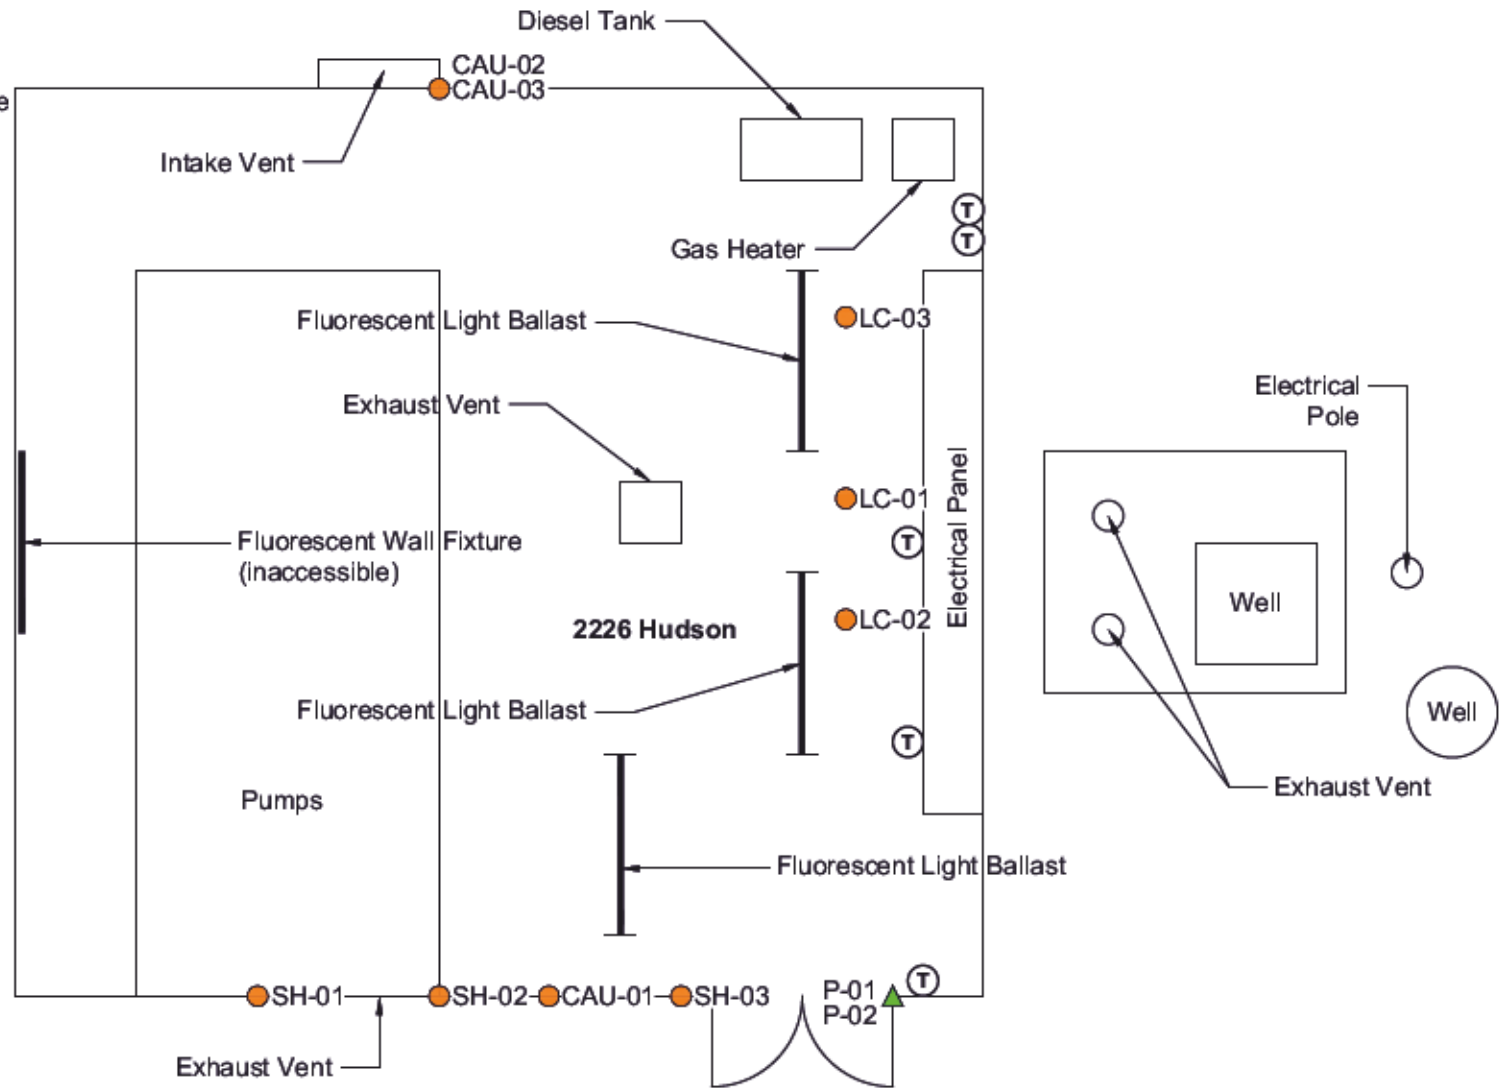 Diesel Tank
CAU-02
CAU-03
e
Intake Vent
T
T
Gas Heater
Fluorescent Light Ballast
LC-03
Exhaust Vent
Electrical
Pole
LC-01
Electrical Panel
T
Fluorescent Wall Fixture
(inaccessible)
Well
LC-02
2226 Hudson
Fluorescent Light Ballast
Well
T
Exhaust Vent
Pumps
Fluorescent Light Ballast
T
P-01
P-02
SH-01
SH-02
CAU-01
SH-03
Exhaust Vent